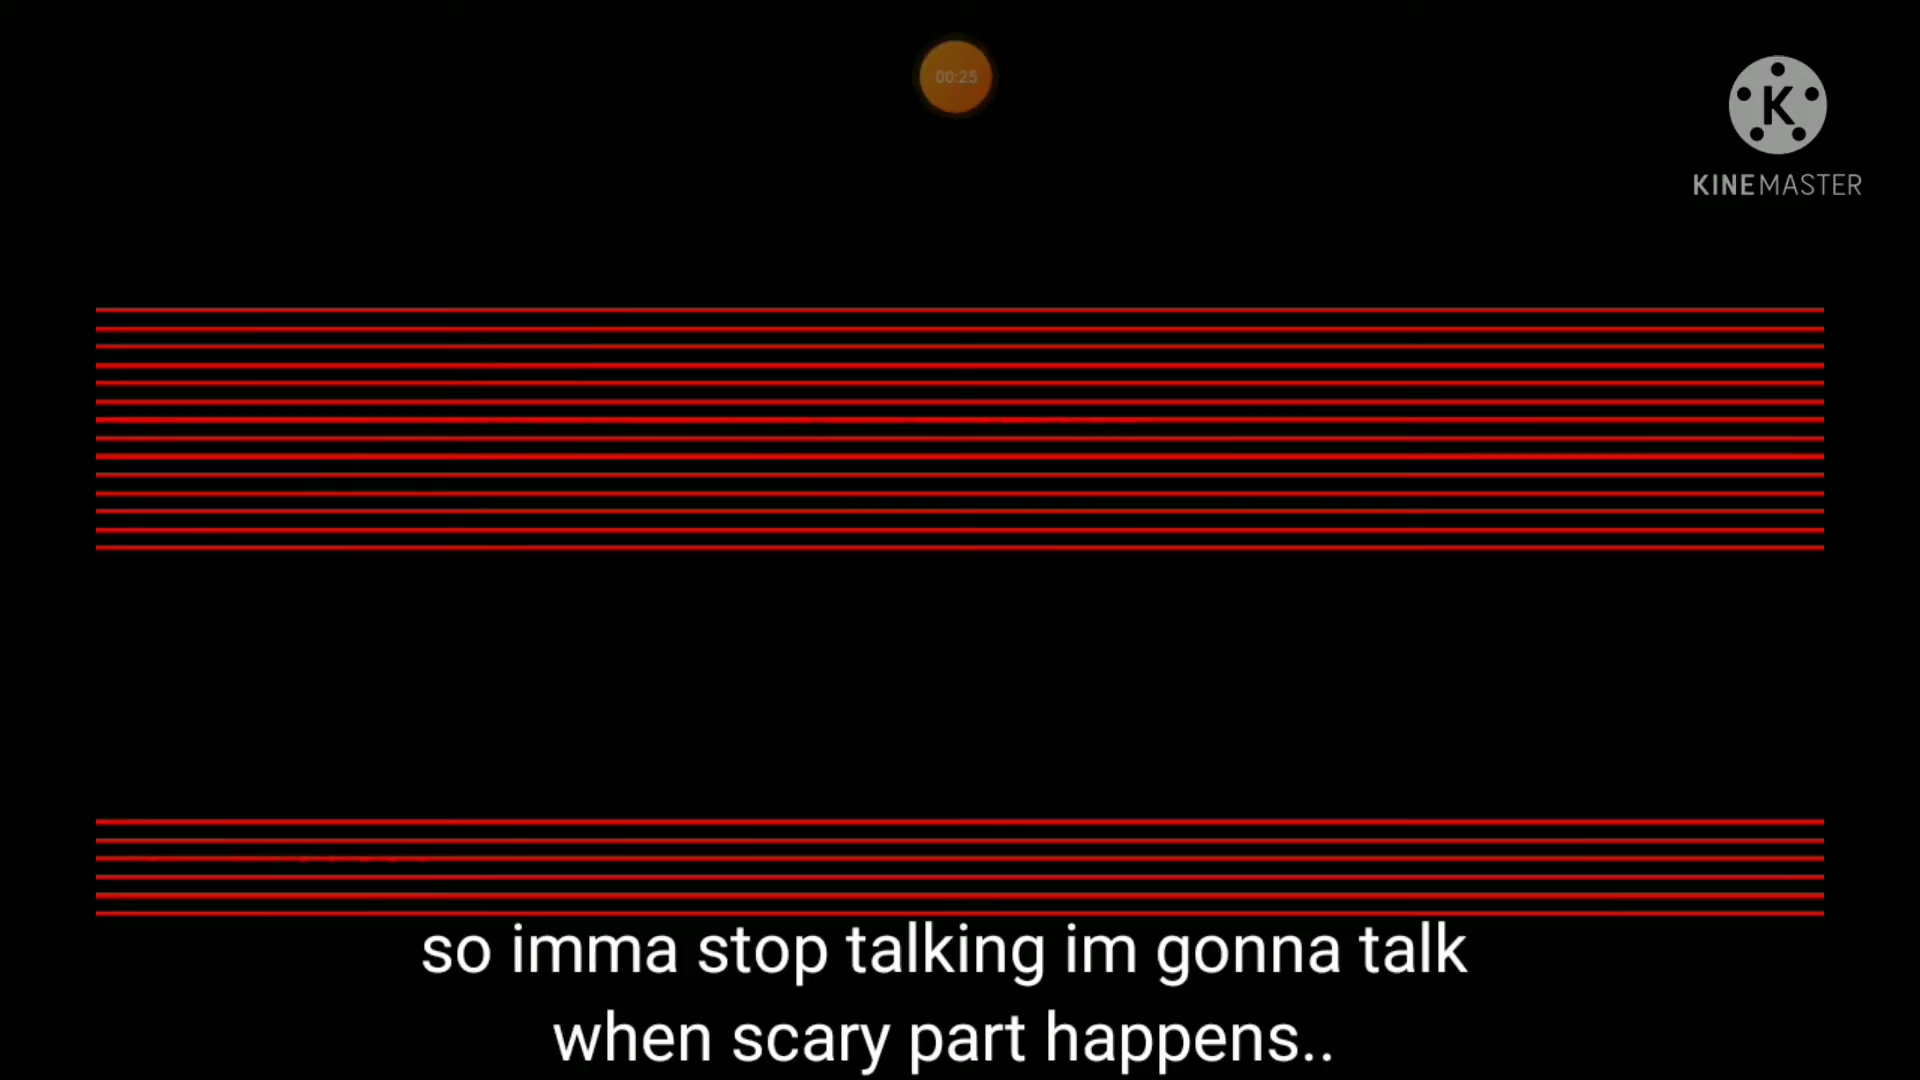 00:25
K
KINEMASTER
so imma stop talking im gonna talk
when scary part happens..